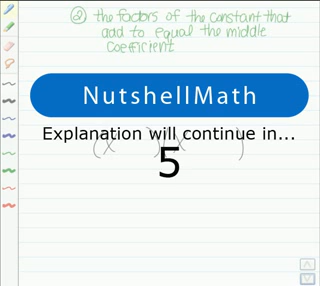 ② the factors of the constant that
add to equal the middle
coefficient
NutshellMath
Explanation will continue in...
(x )(x )
5